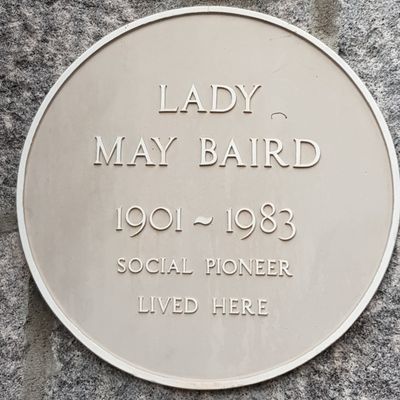 LADY
MAY BAIRD
1901 ~ 1983
SOCIAL PIONEER
LIVED HERE